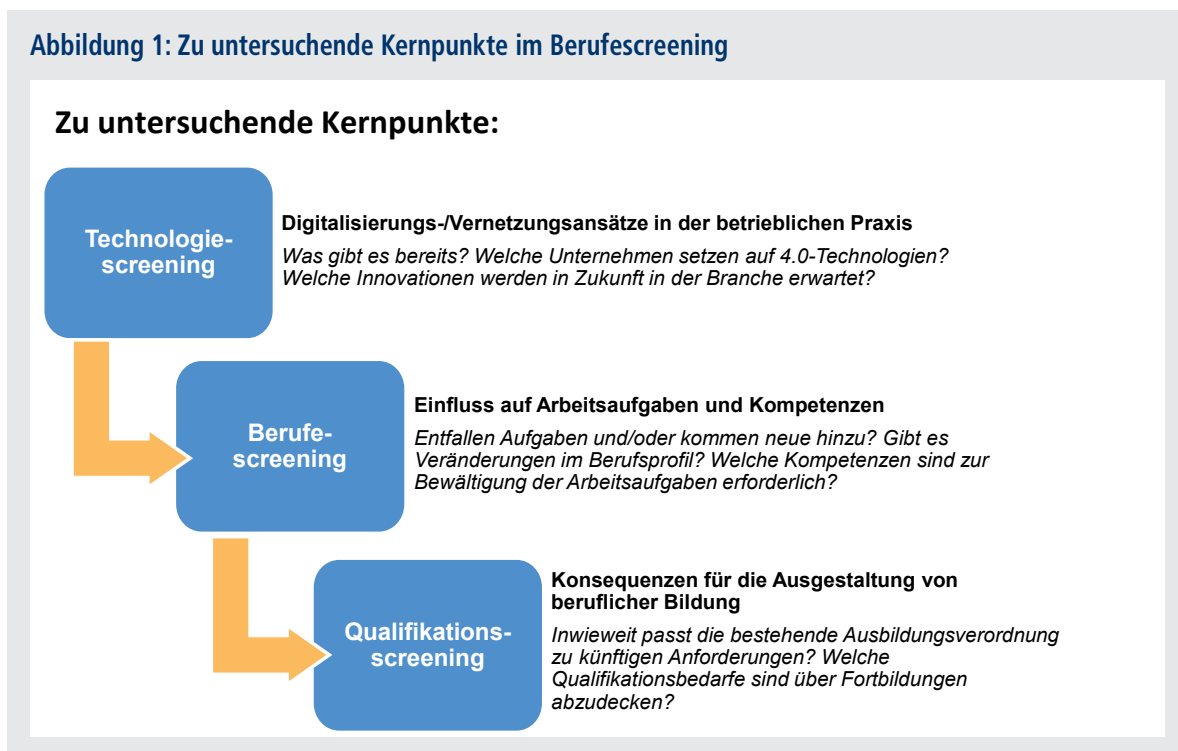 Abbildung 1: Zu untersuchende Kernpunkte im Berufescreening
Zu untersuchende Kernpunkte:
Technologie-
screening
Digitalisierungs-/Vernetzungsansätze in der betrieblichen Praxis
Was gibt es bereits? Welche Unternehmen setzen auf 4.0-Technologien?
Welche Innovationen werden in Zukunft in der Branche erwartet?
Berufe-
screening
Einfluss auf Arbeitsaufgaben und Kompetenzen
Entfallen Aufgaben und/oder kommen neue hinzu? Gibt es
Veränderungen im Berufsprofil? Welche Kompetenzen sind zur
Bewältigung der Arbeitsaufgaben erforderlich?
Qualifikations-
screening
Konsequenzen für die Ausgestaltung von
beruflicher Bildung
Inwieweit passt die bestehende Ausbildungsverordnung
zu künftigen Anforderungen? Welche
Qualifikationsbedarfe sind über Fortbildungen
abzudecken?